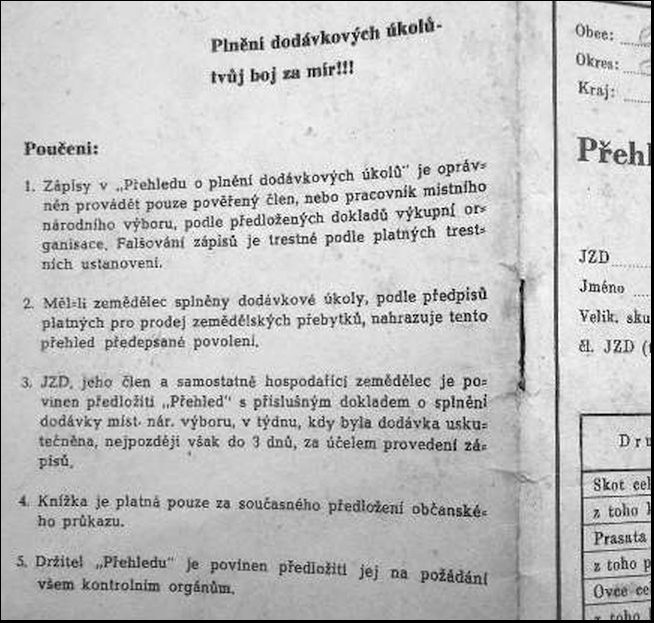 Plnění dodávkových úkolů-
tvůj boj za mír!!!
Poučení:
1. Zápisy v „Přehledu o plnění dodávkových úkolů" je opráv=
něn provádět pouze pověřený člen, nebo pracovník místního
národního výboru, podle předložených dokladů výkupní or=
ganisace. Falšování zápisů je trestné podle platných trest=
ních ustanovení.
2. Měl=li zemědělec splněny dodávkové úkoly, podle předpisů
platných pro prodej zemědělských přebytků, nahrazuje tento
přehled předepsané povolení.
3. JZD, jeho člen a samostatně hospodařící zemědělec je po=
vinen předložiti „Přehled" s příslušným dokladem o splnění
dodávky míst. nár. výboru, v týdnu, kdy byla dodávka usku=
tečněna, nejpozději však do 3 dnů, za účelem provedení zá=
pisů.
4. Knížka je platná pouze za současného předložení občanské=
ho průkazu.
5. Držitel „Přehledu" je povinen předložiti jej na požádání
všem kontrolním orgánům.
Obec:
Okres:
Kraj:
Přehl
JZD
Jméno
Velik. sku
čl. JZD (
Dru
Skot cel
z toho
Prasata
z toho p
Ovce ce
z toho